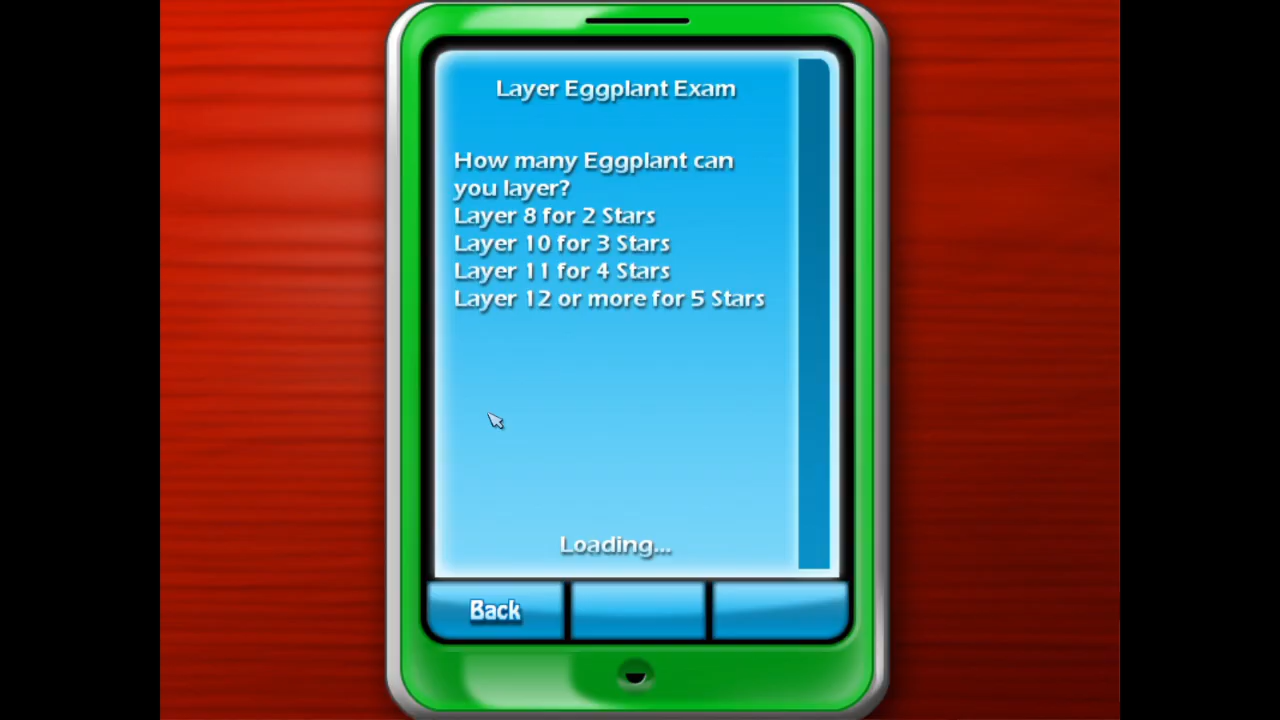 Layer Eggplant Exam
How many Eggplant can
you layer?
Layer 8 for 2 Stars
Layer 10 for 3 Stars
Layer 11 for 4 Stars
Layer 12 or more for 5 Stars
Loading...
Back